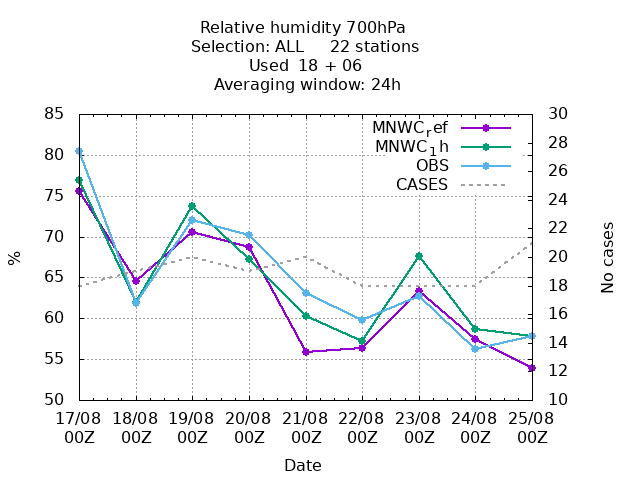 Relative humidity 700hPa
Selection: ALL     22 stations
Used  18 + 06
Averaging window: 24h
85
80
75
70
65
60
55
50
%
30
28
26
24
22
20
18
16
14
12
10
No cases
MNWCref
MNWC1h
OBS
CASES
17/08 18/08 19/08 20/08 21/08 22/08 23/08 24/08 25/08
00Z 00Z 00Z 00Z 00Z 00Z 00Z 00Z 00Z
Date